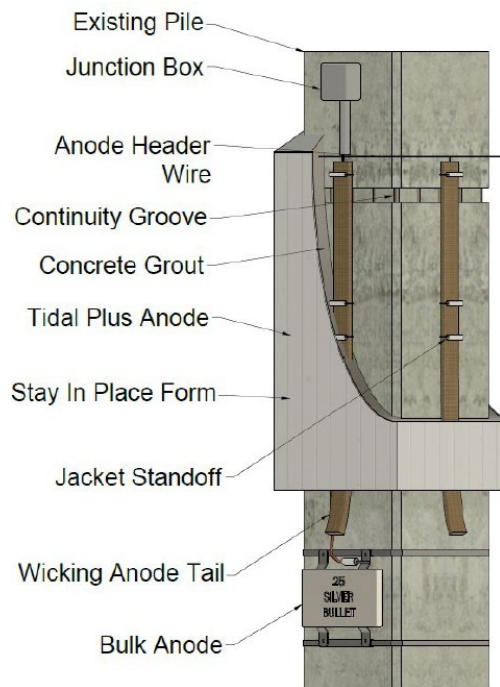 Existing Pile
Junction Box
Anode Header
Wire
Continuity Groove
Concrete Grout
Tidal Plus Anode
Stay In Place Form
Jacket Standoff
Wicking Anode Tail
25
SILVER
BULLET
Bulk Anode